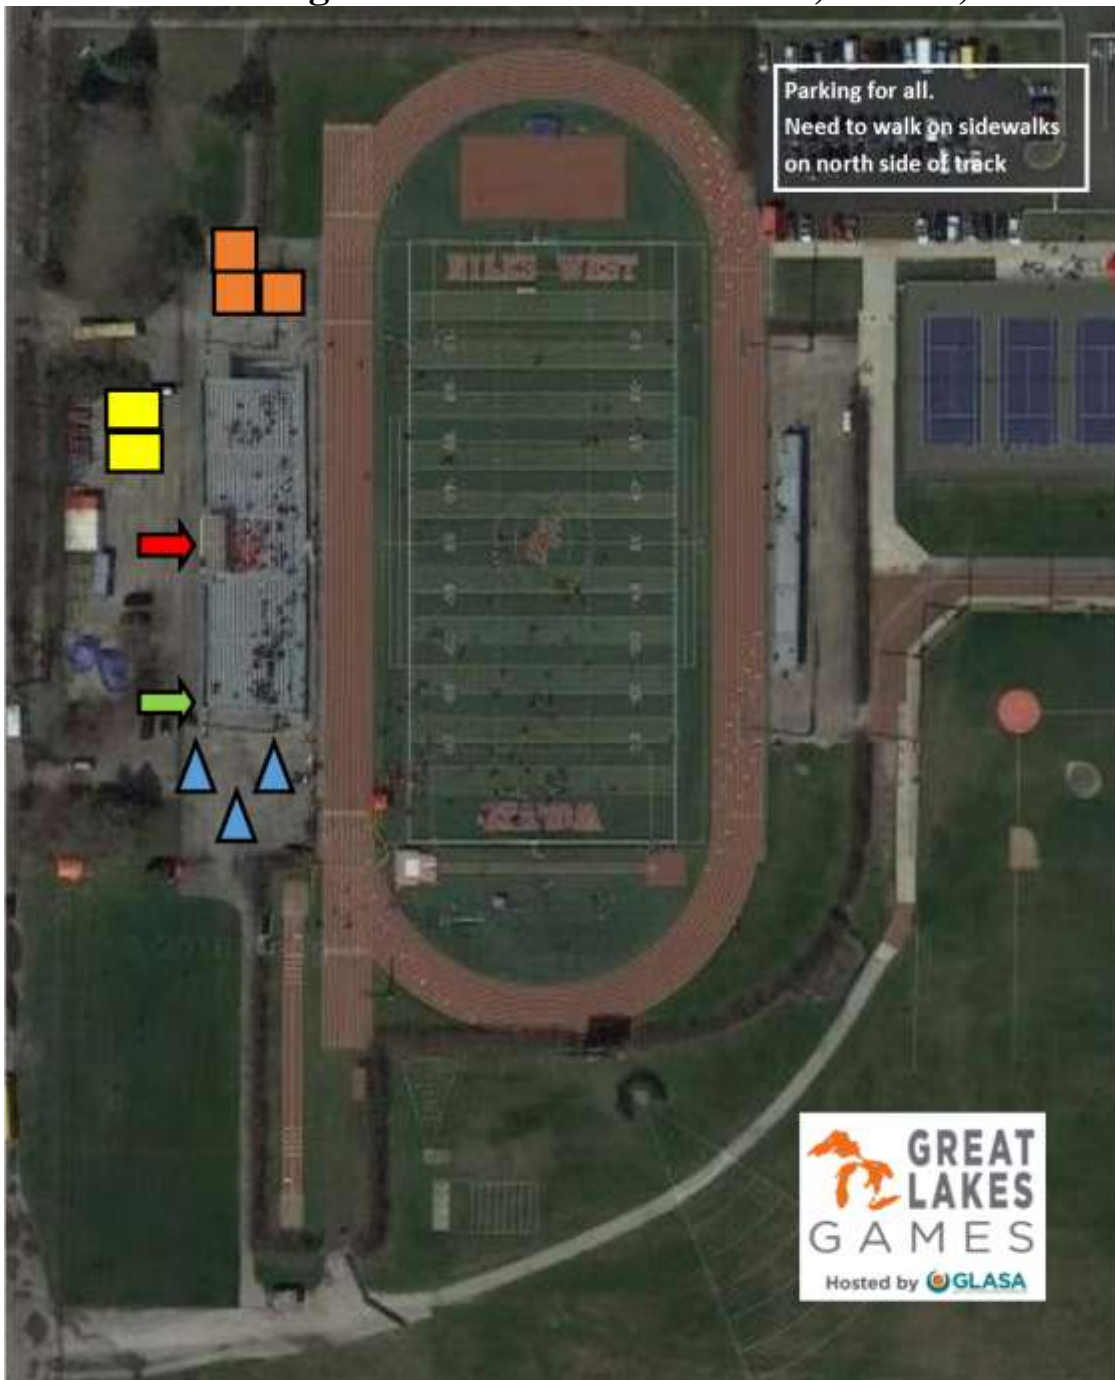 Parking for all.
Need to walk on sidewalks
on north side of track
NILES WEST
GREAT
LAKES
GAMES
Hosted by GLASA